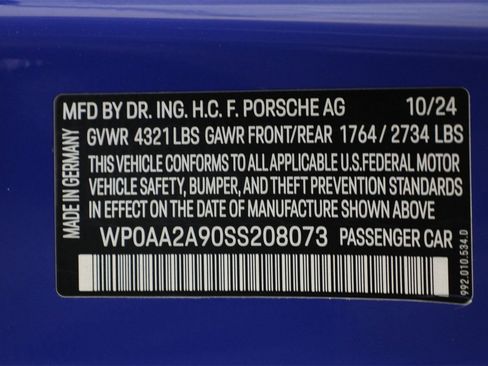 MFD BY DR. ING. H.C. F. PORSCHE AG 10/24
GVWR 4321 LBS GAWR FRONT/REAR 1764 / 2734 LBS
THIS VEHICLE CONFORMS TO ALL APPLICABLE U.S.FEDERAL MOTOR
VEHICLE SAFETY, BUMPER, AND THEFT PREVENTION STANDARDS
IN EFFECT ON THE DATE OF MANUFACTURE SHOWN ABOVE
WP0AA2A90SS208073 PASSENGER CAR
MADE IN GERMANY
992.010.534.0